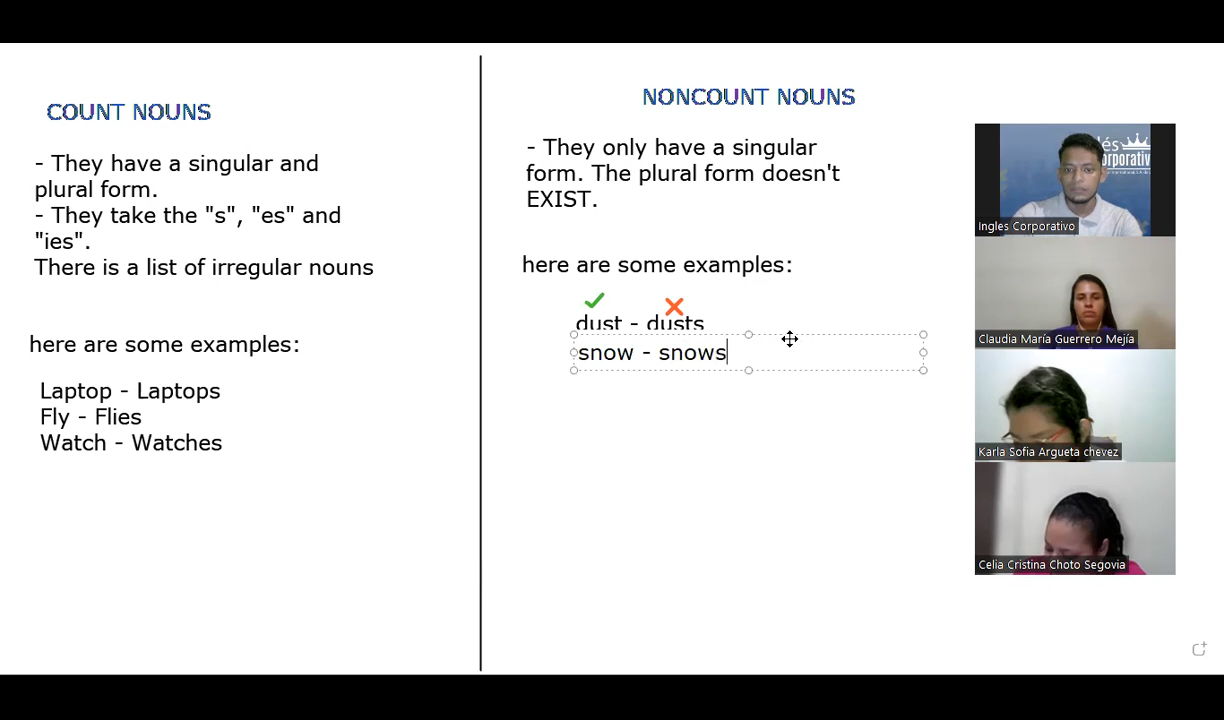 COUNT NOUNS
- They have a singular and
plural form.
- They take the "s", "es" and
"ies".
There is a list of irregular nouns
here are some examples:
Laptop - Laptops
Fly - Flies
Watch - Watches
NONCOUNT NOUNS
- They only have a singular
form. The plural form doesn't
EXIST.
here are some examples:
dust - dusts
snow - snows
Ingles Corporativo
Claudia María Guerrero Mejía
Karla Sofia Argueta chevez
Celia Cristina Choto Segovia